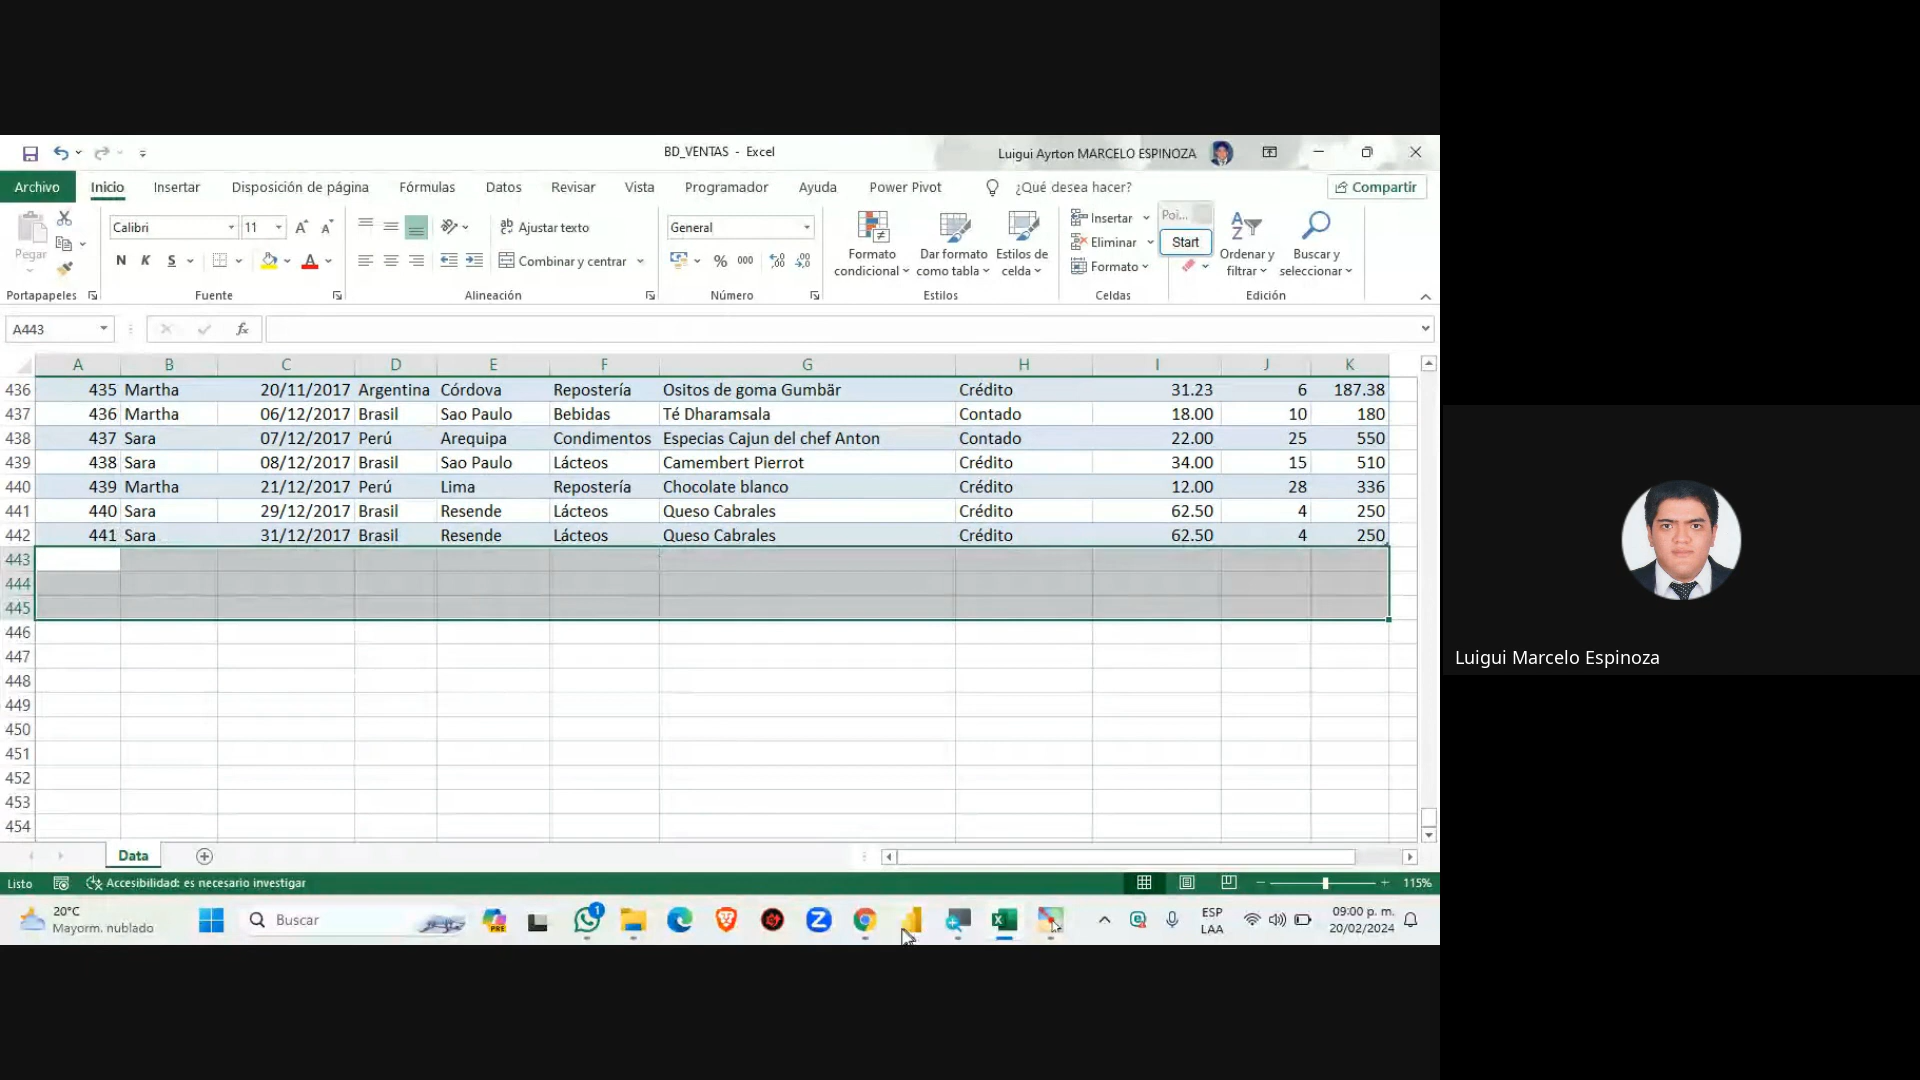 BD_VENTAS - Excel
Luigui Ayrton MARCELO ESPINOZA
Archivo Inicio Insertar Disposición de página Fórmulas Datos Revisar Vista Programador Ayuda Power Pivot ¿Qué desea hacer? Compartir
Pegar
Calibri 11
Ajustar texto
General
Formato condicional
Dar formato como tabla
Estilos de celda
Insertar
Poi...
Ordenar y filtrar
Buscar y seleccionar
N K S
Combinar y centrar
% 000
Eliminar
Start
Formato
Portapapeles Fuente Alineación Número Estilos Celdas Edición
A443 fx
A B C D E F G H I J K
436 435 Martha 20/11/2017 Argentina Córdova Repostería Ositos de goma Gumbär Crédito 31.23 6 187.38
437 436 Martha 06/12/2017 Brasil Sao Paulo Bebidas Té Dharamsala Contado 18.00 10 180
438 437 Sara 07/12/2017 Perú Arequipa Condimentos Especias Cajun del chef Anton Contado 22.00 25 550
439 438 Sara 08/12/2017 Brasil Sao Paulo Lácteos Camembert Pierrot Crédito 34.00 15 510
440 439 Martha 21/12/2017 Perú Lima Repostería Chocolate blanco Crédito 12.00 28 336
441 440 Sara 29/12/2017 Brasil Resende Lácteos Queso Cabrales Crédito 62.50 4 250
442 441 Sara 31/12/2017 Brasil Resende Lácteos Queso Cabrales Crédito 62.50 4 250
443
444
445
446
447
448
449
450
451
452
453
454
Data
Listo Accesibilidad: es necesario investigar 115%
20°C
Mayorm. nublado
Buscar
PRE
1
ESP
LAA
09:00 p. m.
20/02/2024
Luigui Marcelo Espinoza